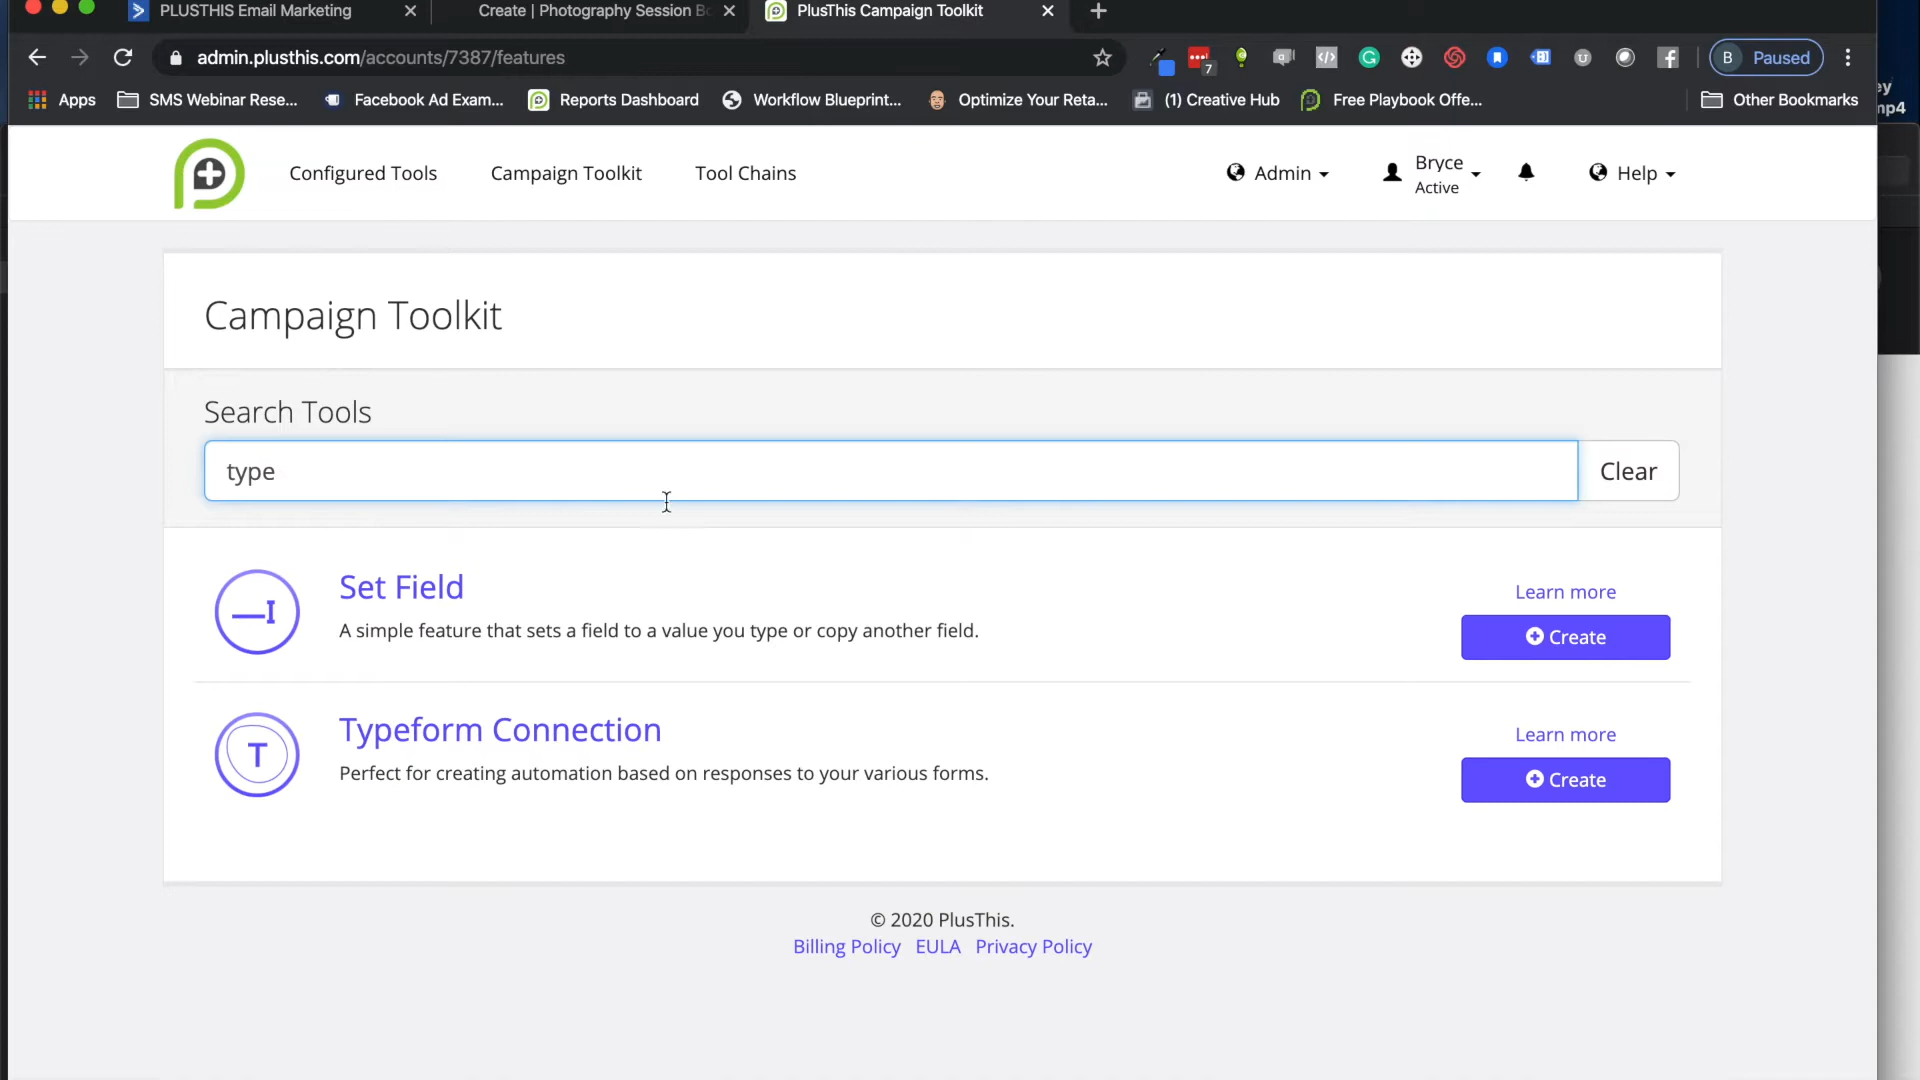 PLUSTHIS Email Marketing
Create | Photography Session Bo
PlusThis Campaign Toolkit
admin.plusthis.com/accounts/7387/features
7
B Paused
Apps
SMS Webinar Rese...
Facebook Ad Exam...
Reports Dashboard
Workflow Blueprint...
Optimize Your Reta...
(1) Creative Hub
Free Playbook Offe...
Other Bookmarks
ey
mp4
Configured Tools
Campaign Toolkit
Tool Chains
Admin
Bryce
Active
Help
Campaign Toolkit
Search Tools
type
Clear
Set Field
A simple feature that sets a field to a value you type or copy another field.
Learn more
Create
T
Typeform Connection
Perfect for creating automation based on responses to your various forms.
Learn more
Create
© 2020 PlusThis.
Billing Policy EULA Privacy Policy